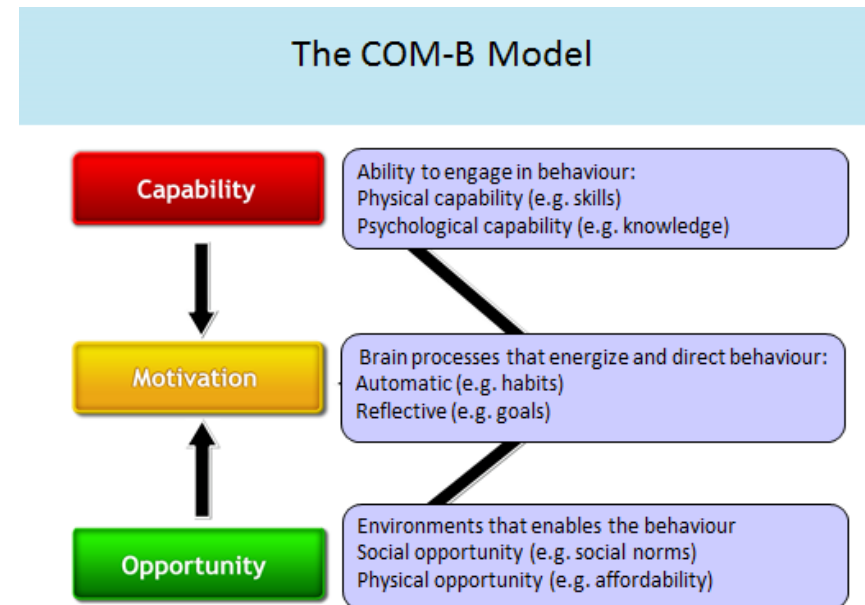 The COM-B Model
Capability
Ability to engage in behaviour:
Physical capability (e.g. skills)
Psychological capability (e.g. knowledge)
Motivation
Brain processes that energize and direct behaviour:
Automatic (e.g. habits)
Reflective (e.g. goals)
Opportunity
Environments that enables the behaviour
Social opportunity (e.g. social norms)
Physical opportunity (e.g. affordability)